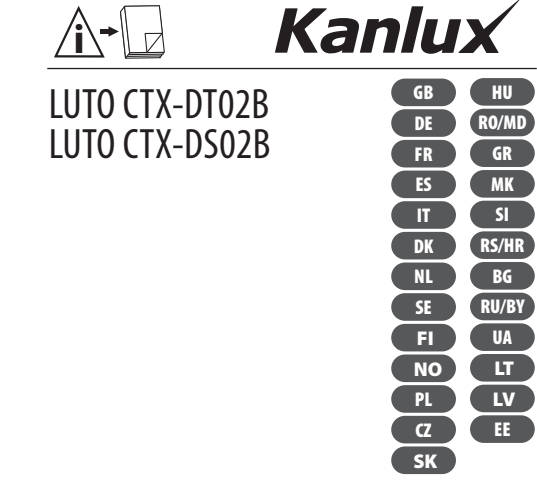 i
Kanlux
LUTO CTX-DT02B
LUTO CTX-DS02B
GB
DE
FR
ES
IT
DK
NL
SE
FI
NO
PL
CZ
SK
HU
RO/MD
GR
MK
SI
RS/HR
BG
RU/BY
UA
LT
LV
EE